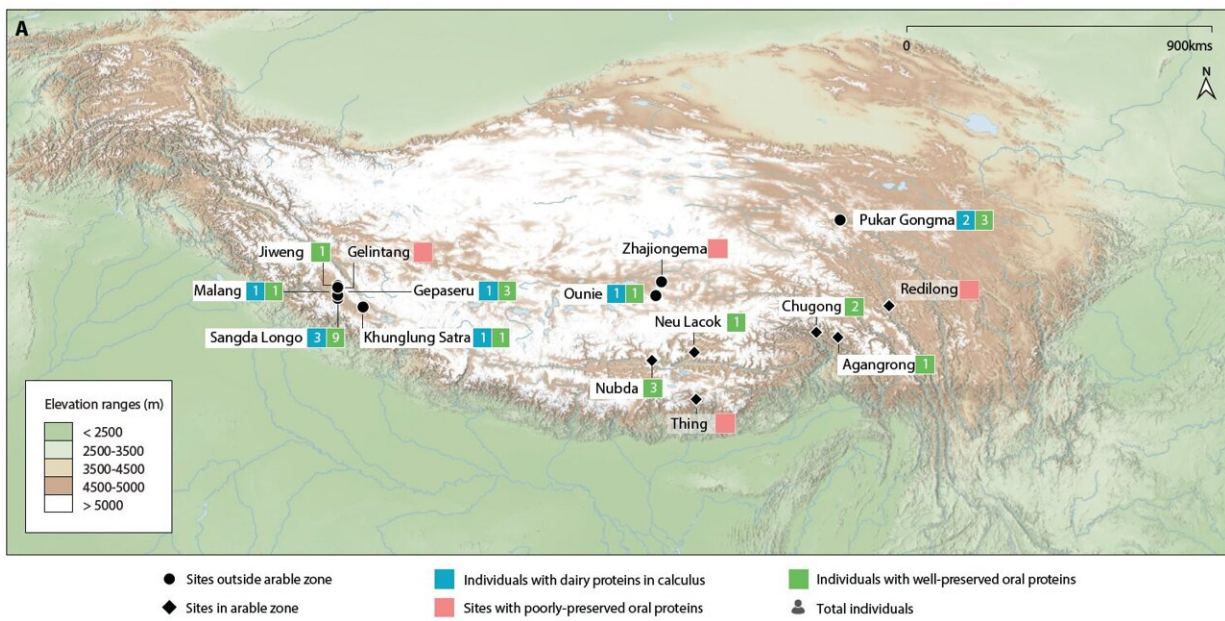 A
0 900kms
N
Pukar Gongma 2 3
Jiweng 1 Gelintang
Zhajiongema
Malang 1 1 Gepaseru 1 3 Ounie 1 1
Redilong
Chugong 2
Neu Lacok 1
Sangda Longo 3 9 Khunglung Satra 1 1
Agangrong 1
Nubda 3
Thing
Elevation ranges (m)
< 2500
2500-3500
3500-4500
4500-5000
> 5000
Sites outside arable zone
Individuals with dairy proteins in calculus
Individuals with well-preserved oral proteins
Sites in arable zone
Sites with poorly-preserved oral proteins
Total individuals